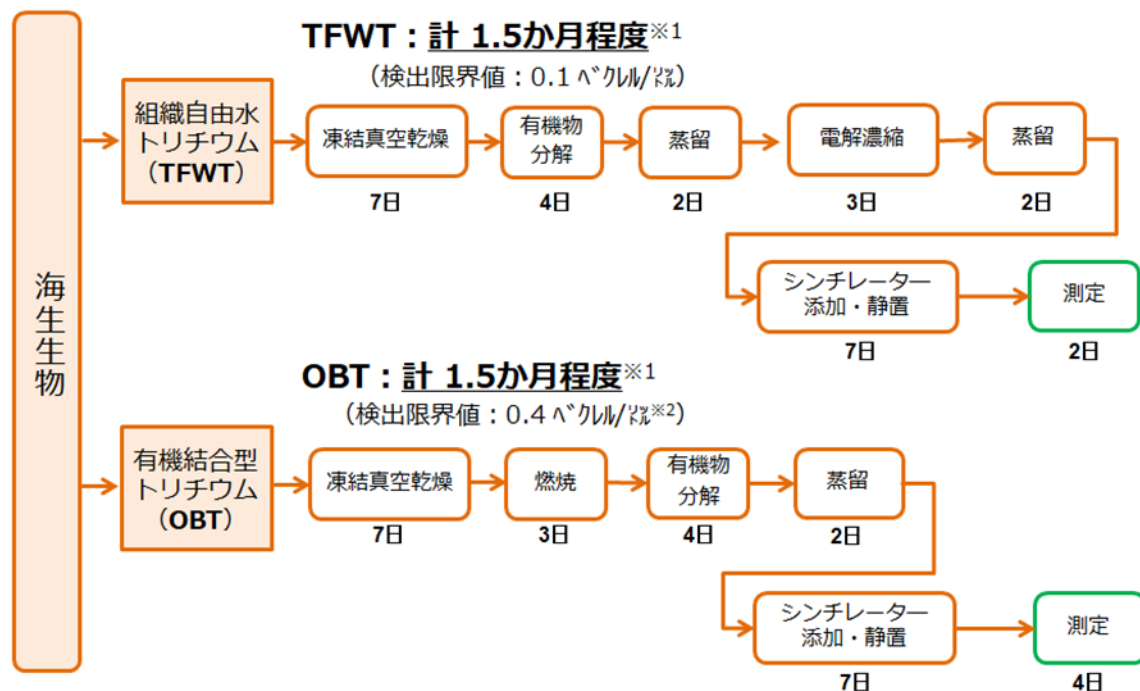 海生生物
TFWT：計 1.5か月程度※1
（検出限界値：0.1 ﾍﾞｸﾚﾙ/㍑）
組織自由水
トリチウム
（TFWT）
凍結真空乾燥
7日
有機物
分解
4日
蒸留
2日
電解濃縮
3日
蒸留
2日
シンチレーター
添加・静置
7日
測定
2日
OBT：計 1.5か月程度※1
（検出限界値：0.4 ﾍﾞｸﾚﾙ/㍑※2）
有機結合型
トリチウム
（OBT）
凍結真空乾燥
7日
燃焼
3日
有機物
分解
4日
蒸留
2日
シンチレーター
添加・静置
7日
測定
4日